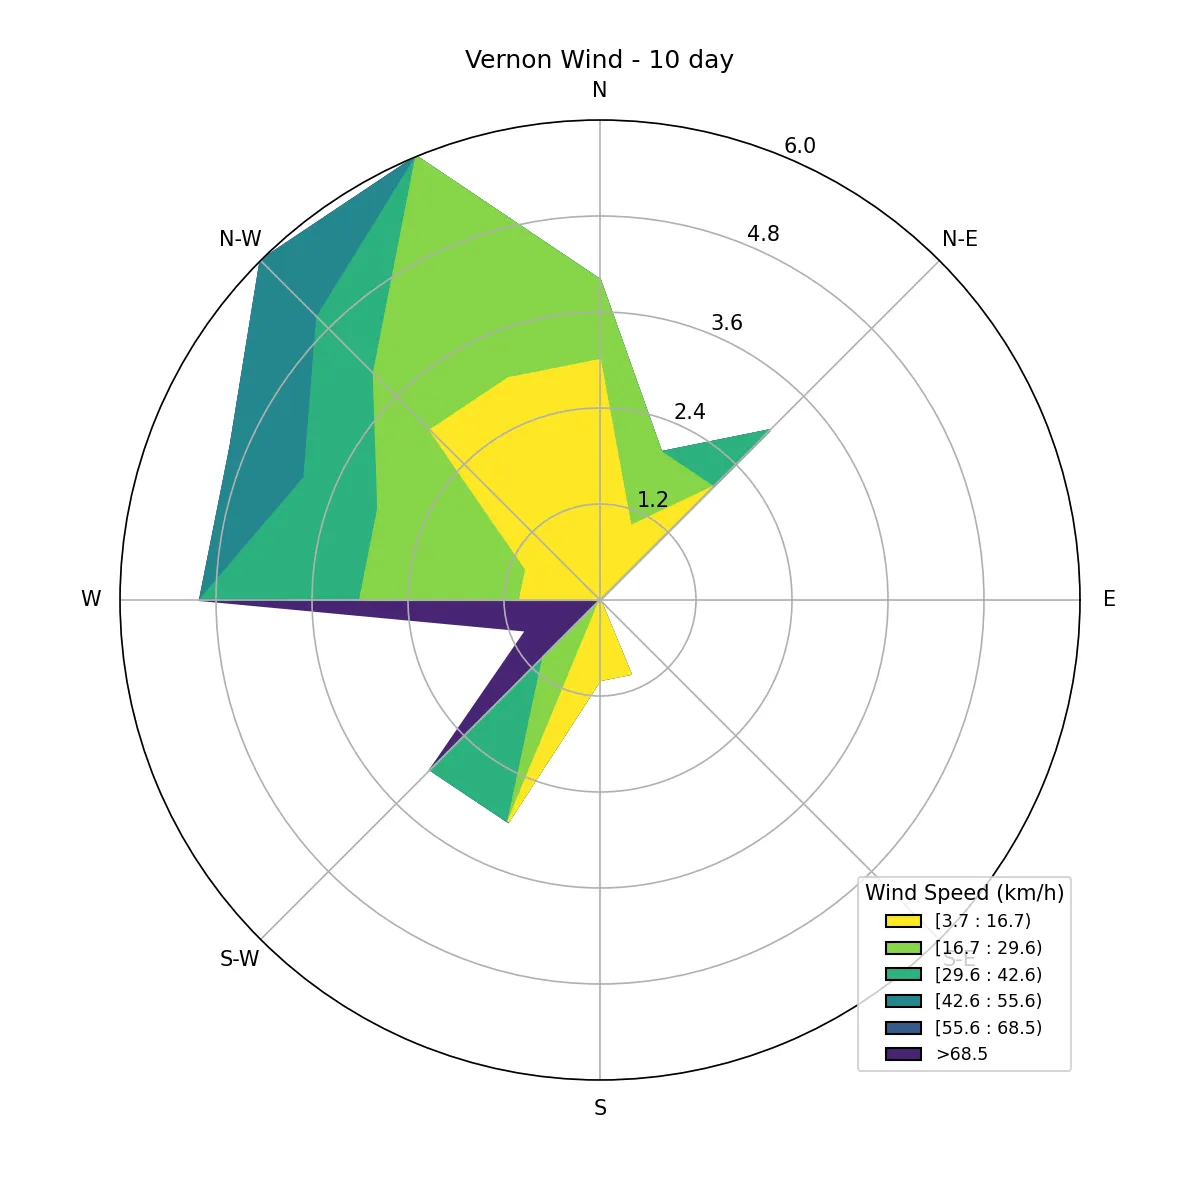 Vernon Wind - 10 day
N
6.0
4.8
N-W
N-E
3.6
2.4
1.2
W
E
Wind Speed (km/h)
[3.7 : 16.7)
[16.7 : 29.6)
S-W
S-E
[29.6 : 42.6)
[42.6 : 55.6)
[55.6 : 68.5)
>68.5
S